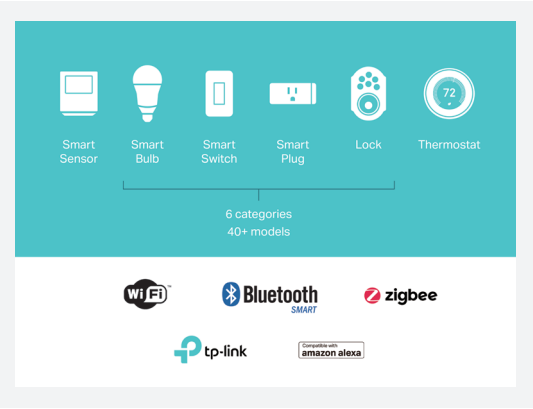 72
Smart Sensor
Smart Bulb
Smart Switch
Smart Plug
Lock
Thermostat
6 categories
40+ models
Wi Fi
Bluetooth
SMART
zigbee
tp-link
Compatible with
amazon alexa